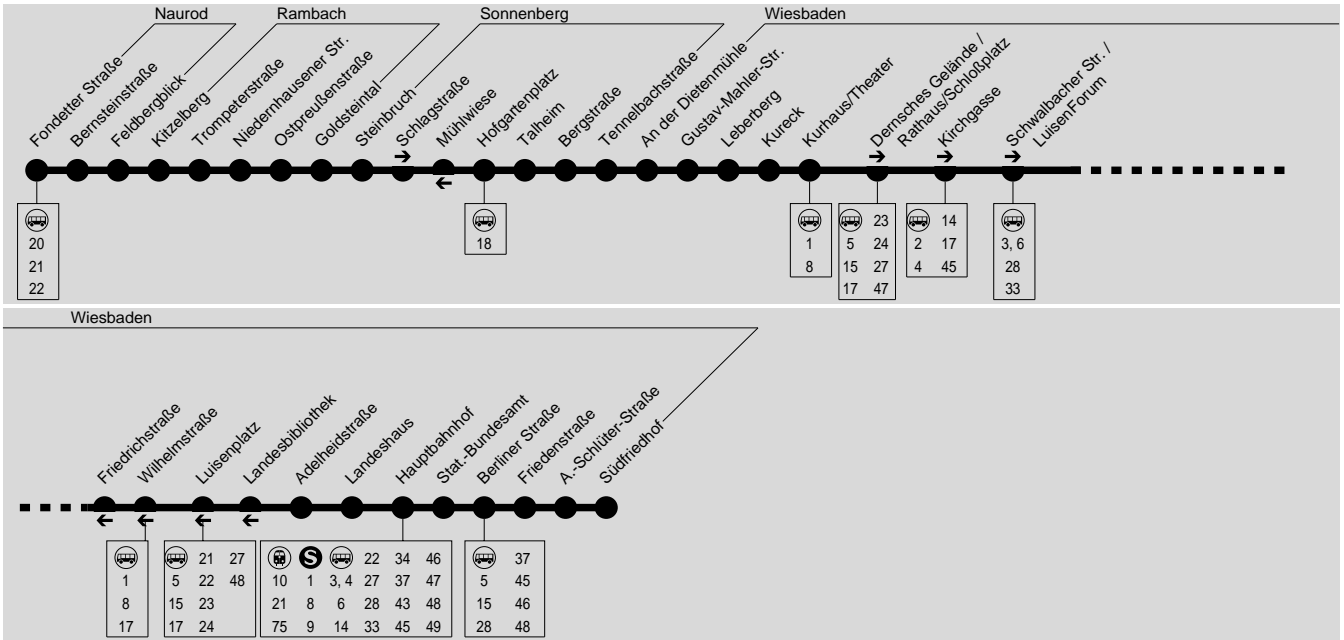 Naurod
Rambach
Sonnenberg
Wiesbaden
Fondetter Straße
Bernsteinstraße
Feldbergblick
Kitzelberg
Trompeterstraße
Niedernhausener Str.
Ostpreußenstraße
Goldsteintal
Steinbruch
Schlagstraße
Mühlwiese
Hofgartenplatz
Talheim
Bergstraße
Tennelbachstraße
An der Dietenmühle
Gustav-Mahler-Str.
Leberberg
Kureck
Kurhaus/Theater
Dernsches Gelände /
Rathaus/Schloßplatz
Kirchgasse
Schwalbacher Str. /
LuisenForum
20
21
22
18
1
8
23
5 24
15 27
17 47
14
2 17
4 45
3, 6
28
33
Wiesbaden
Friedrichstraße
Wilhelmstraße
Luisenplatz
Landesbibliothek
Adelheidstraße
Landeshaus
Hauptbahnhof
Stat.-Bundesamt
Berliner Straße
Friedenstraße
A.-Schlüter-Straße
Südfriedhof
1
8
17
21 27
5 22 48
15 23
17 24
S 22 34 46
10 1 3, 4 27 37 47
21 8 6 28 43 48
75 9 14 33 45 49
37
5 45
15 46
28 48